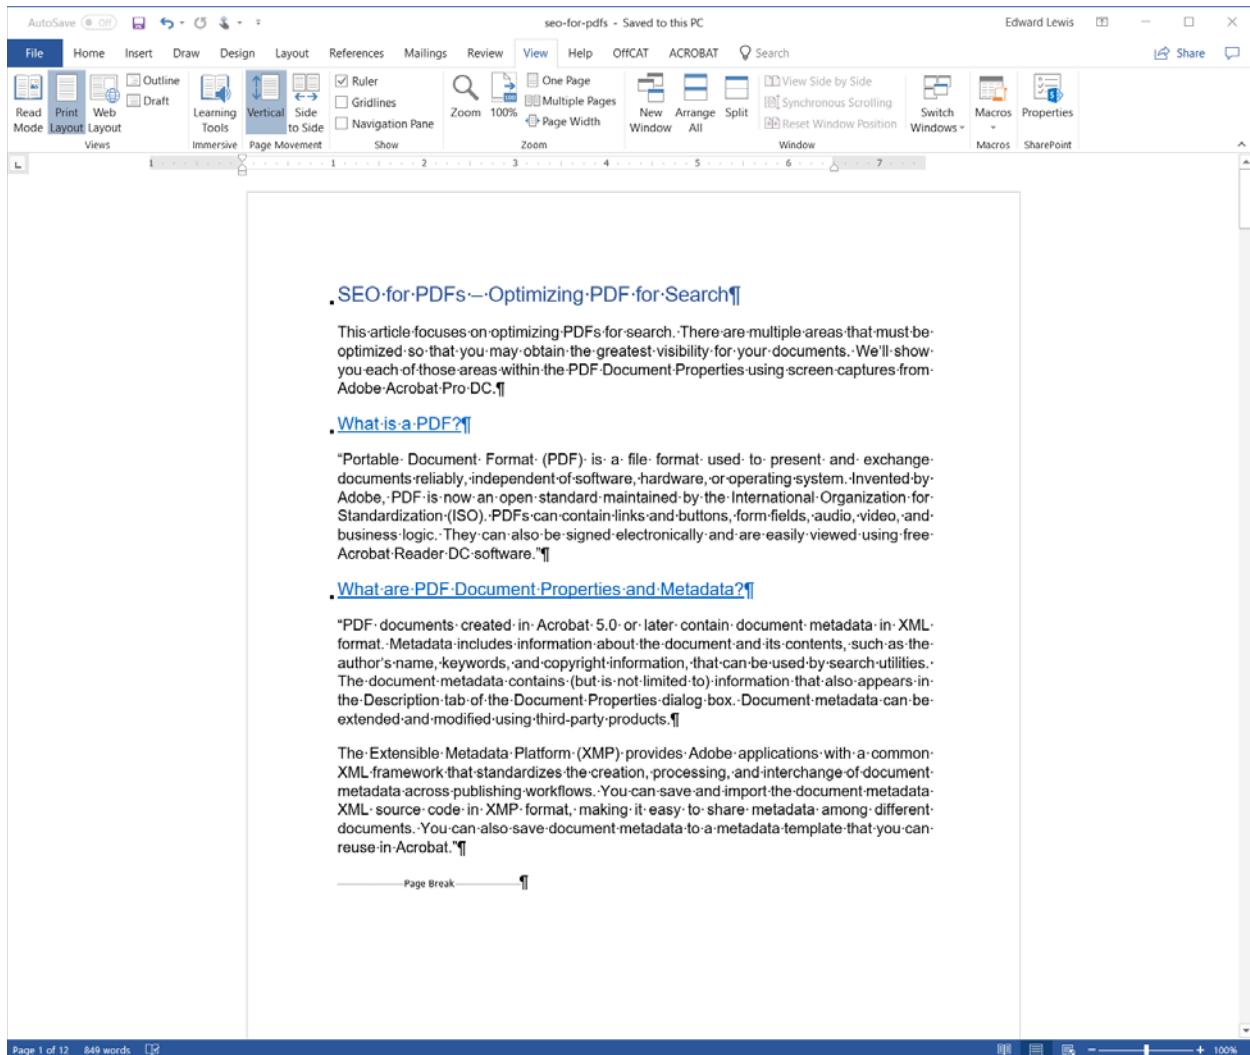 AutoSave Off
seo-for-pdfs - Saved to this PC
Edward Lewis
File Home Insert Draw Design Layout References Mailings Review View Help OffCAT ACROBAT Search
Share
Read Mode
Print Layout
Web Layout
Outline
Draft
Views
Learning Tools
Immersive
Vertical
Side to Side
Page Movement
Ruler
Gridlines
Navigation Pane
Show
Zoom
100%
One Page
Multiple Pages
Page Width
Zoom
New Window
Arrange All
Split
View Side by Side
Synchronous Scrolling
Reset Window Position
Window
Switch Windows
Macros
Macros
Properties
SharePoint
1 1 2 3 4 5 6 7
SEO·for·PDFs·–·Optimizing·PDF·for·Search¶
This·article·focuses·on·optimizing·PDFs·for·search.·There·are·multiple·areas·that·must·be·
optimized·so·that·you·may·obtain·the·greatest·visibility·for·your·documents.·We'll·show·
you·each·of·those·areas·within·the·PDF·Document·Properties·using·screen·captures·from·
Adobe·Acrobat·Pro·DC.¶
What·is·a·PDF?¶
“Portable·Document·Format·(PDF)·is·a·file·format·used·to·present·and·exchange·
documents·reliably,·independent·of·software,·hardware,·or·operating·system.·Invented·by·
Adobe,·PDF·is·now·an·open·standard·maintained·by·the·International·Organization·for·
Standardization·(ISO).·PDFs·can·contain·links·and·buttons,·form·fields,·audio,·video,·and·
business·logic.·They·can·also·be·signed·electronically·and·are·easily·viewed·using·free·
Acrobat·Reader·DC·software.”¶
What·are·PDF·Document·Properties·and·Metadata?¶
“PDF·documents·created·in·Acrobat·5.0·or·later·contain·document·metadata·in·XML·
format.·Metadata·includes·information·about·the·document·and·its·contents,·such·as·the·
author's·name,·keywords,·and·copyright·information,·that·can·be·used·by·search·utilities.·
The·document·metadata·contains·(but·is·not·limited·to)·information·that·also·appears·in·
the·Description·tab·of·the·Document·Properties·dialog·box.·Document·metadata·can·be·
extended·and·modified·using·third-party·products.¶
The·Extensible·Metadata·Platform·(XMP)·provides·Adobe·applications·with·a·common·
XML·framework·that·standardizes·the·creation,·processing,·and·interchange·of·document·
metadata·across·publishing·workflows.·You·can·save·and·import·the·document·metadata·
XML·source·code·in·XMP·format,·making·it·easy·to·share·metadata·among·different·
documents.·You·can·also·save·document·metadata·to·a·metadata·template·that·you·can·
reuse·in·Acrobat.”¶
Page Break¶
Page 1 of 12 849 words
100%